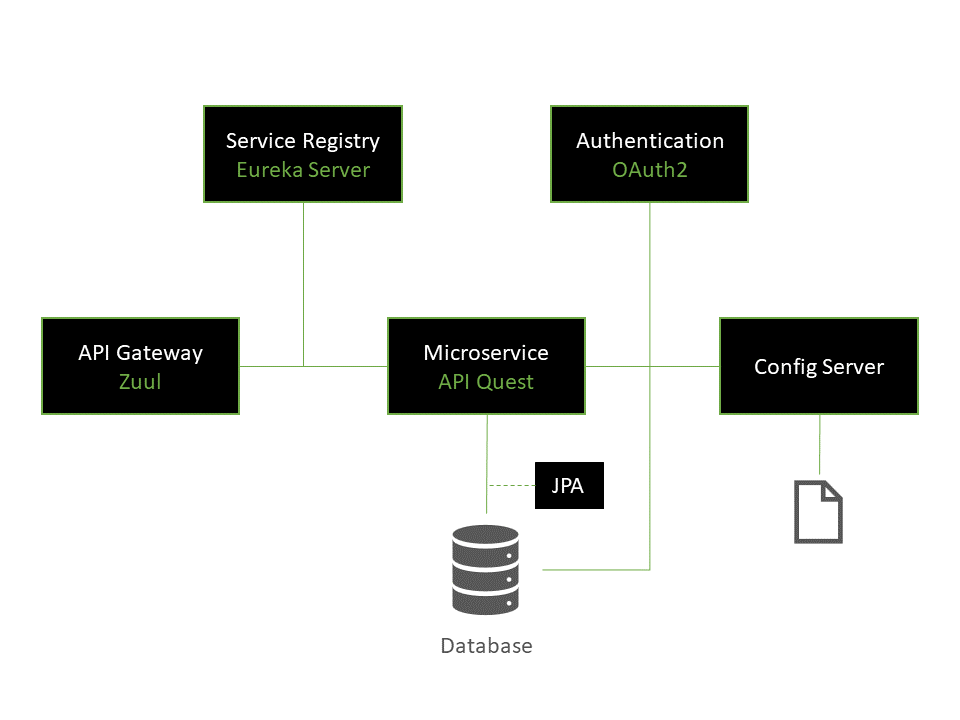 Service Registry
Eureka Server
Authentication
OAuth2
API Gateway
Zuul
Microservice
API Quest
Config Server
JPA
Database